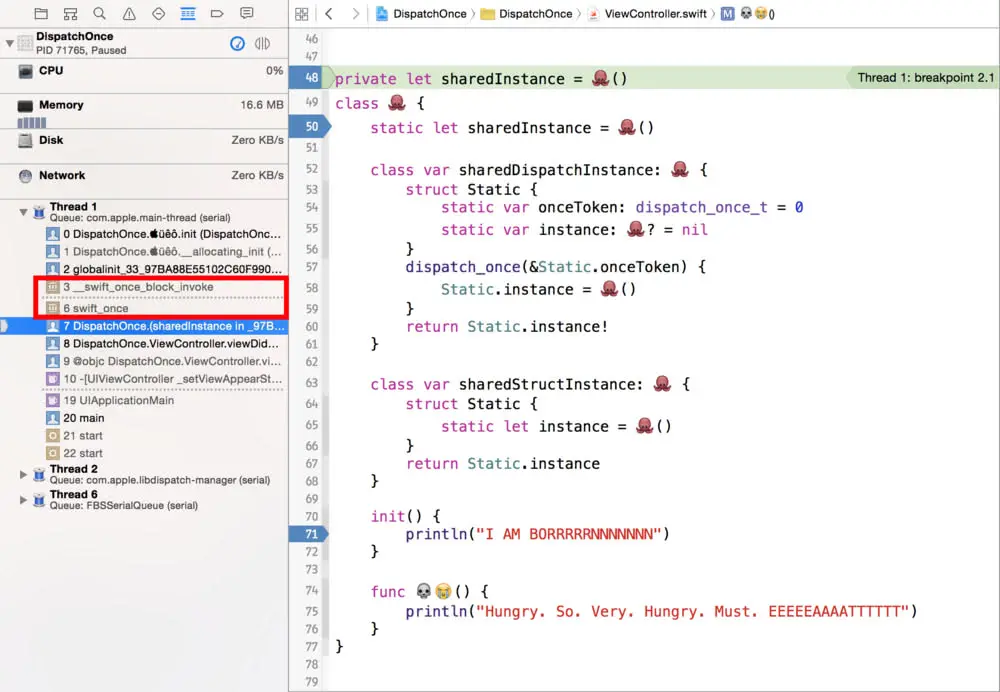 DispatchOnce
PID 71765, Paused
CPU 0%
Memory 16.6 MB
Disk Zero KB/s
Network Zero KB/s
Thread 1
Queue: com.apple.main-thread (serial)
0 DispatchOnce.üêô.init (DispatchOnc...
1 DispatchOnce.üêô.__allocating_init (...
2 globalinit_33_97BA88E55102C60F990...
3 __swift_once_block_invoke
6 swift_once
7 DispatchOnce.(sharedInstance in _97B...
8 DispatchOnce.ViewController.viewDid...
9 @objc DispatchOnce.ViewController.vi...
10 -[UIViewController _setViewAppearSt...
19 UIApplicationMain
20 main
21 start
22 start
Thread 2
Queue: com.apple.libdispatch-manager (serial)
Thread 6
Queue: FBSSerialQueue (serial)
DispatchOnce DispatchOnce ViewController.swift M 💀😭()
46
47
48 private let sharedInstance = 🐙() Thread 1: breakpoint 2.1
49 class 🐙 {
50 static let sharedInstance = 🐙()
51
52 class var sharedDispatchInstance: 🐙 {
53 struct Static {
54 static var onceToken: dispatch_once_t = 0
55 static var instance: 🐙? = nil
56 }
57 dispatch_once(&Static.onceToken) {
58 Static.instance = 🐙()
59 }
60 return Static.instance!
61 }
62
63 class var sharedStructInstance: 🐙 {
64 struct Static {
65 static let instance = 🐙()
66 }
67 return Static.instance
68 }
69
70 init() {
71 println("I AM BORRRRRNNNNNNN")
72 }
73
74 func 💀😭() {
75 println("Hungry. So. Very. Hungry. Must. EEEEEAAAATTTTTT")
76 }
77 }
78
79